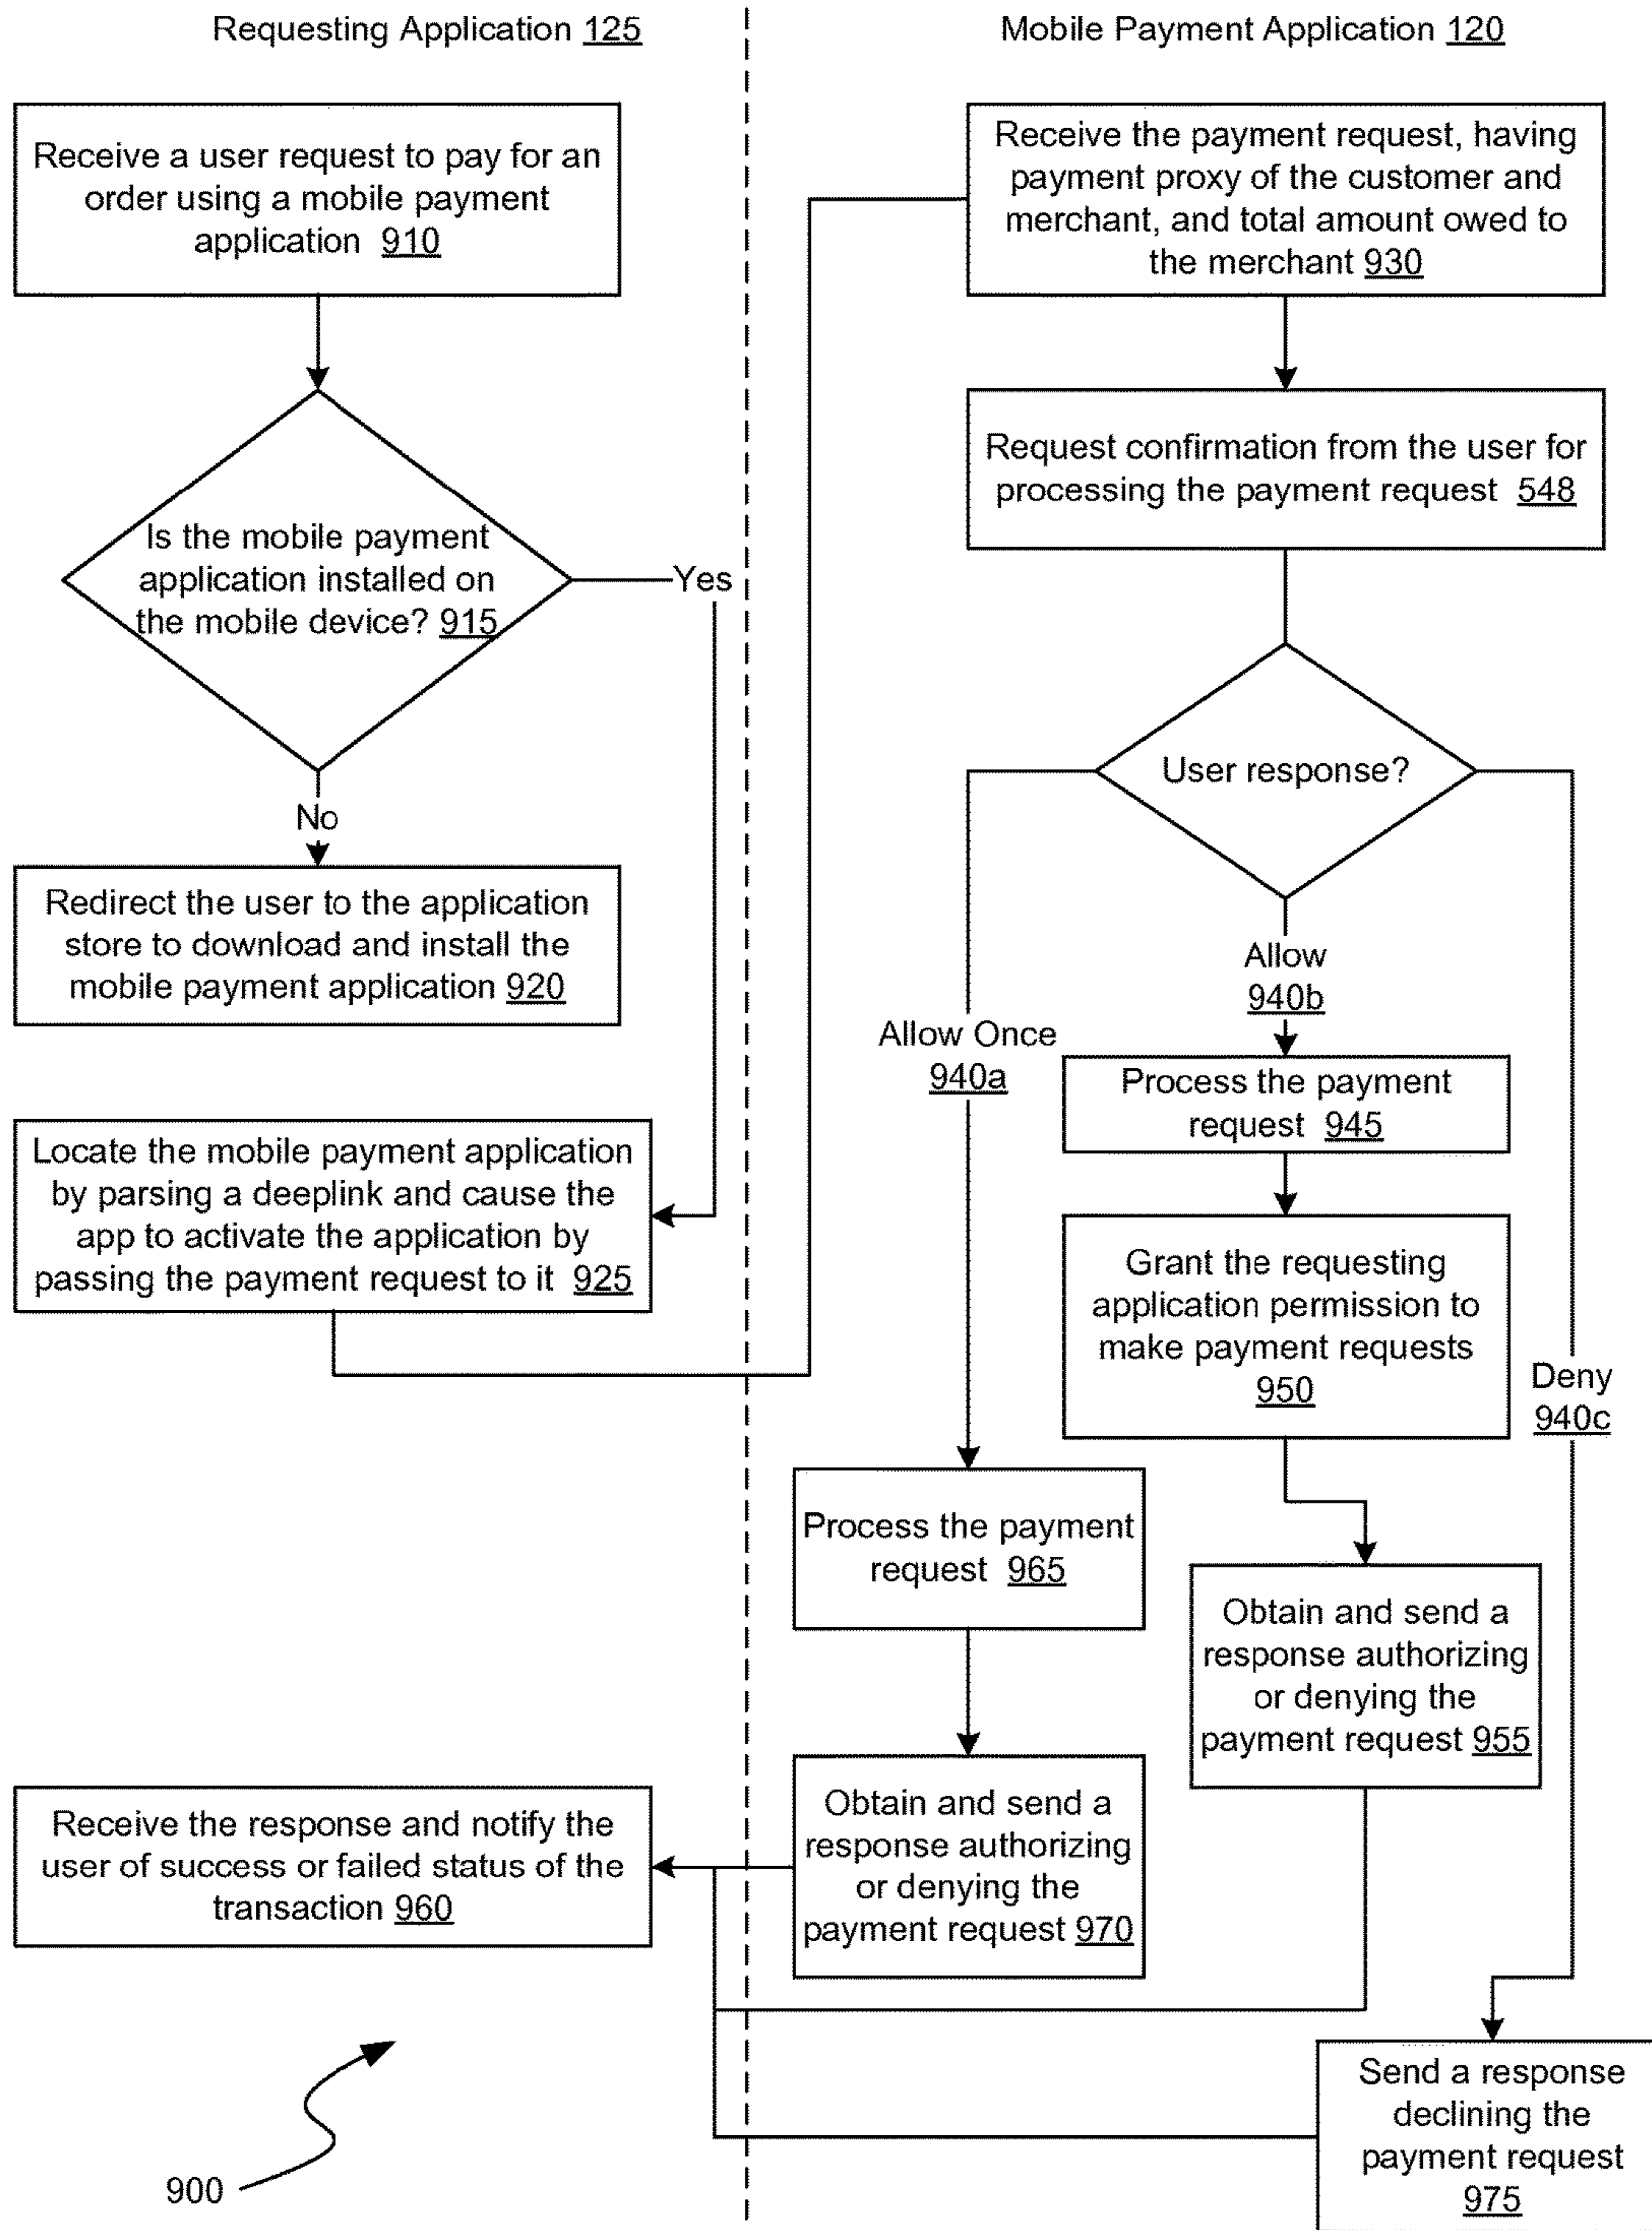 Requesting Application 125
Mobile Payment Application 120
Receive a user request to pay for an
order using a mobile payment
application 910
Is the mobile payment
application installed on
the mobile device? 915
Yes
No
Redirect the user to the application
store to download and install the
mobile payment application 920
Locate the mobile payment application
by parsing a deeplink and cause the
app to activate the application by
passing the payment request to it 925
Receive the payment request, having
payment proxy of the customer and
merchant, and total amount owed to
the merchant 930
Request confirmation from the user for
processing the payment request 548
User response?
Allow Once
940a
Allow
940b
Deny
940c
Process the payment
request 945
Grant the requesting
application permission to
make payment requests
950
Obtain and send a
response authorizing
or denying the
payment request 955
Process the payment
request 965
Obtain and send a
response authorizing
or denying the
payment request 970
Receive the response and notify the
user of success or failed status of the
transaction 960
Send a response
declining the
payment request
975
900